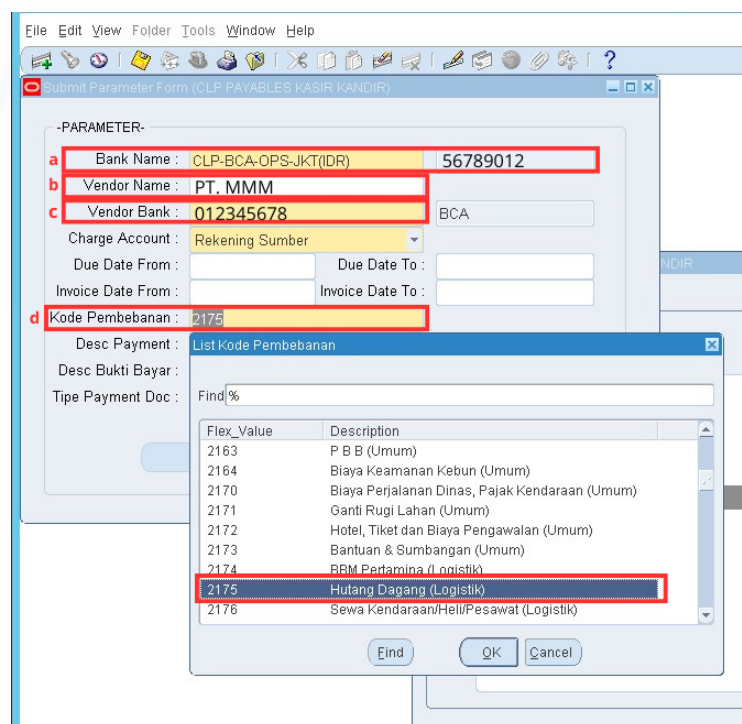 File Edit View Folder Tools Window Help
Submit Parameter Form (CLP PAYABLES KASIR KANDIR)
-PARAMETER-
a Bank Name : CLP-BCA-OPS-JKT(IDR) 56789012
b Vendor Name : PT. MMM
c Vendor Bank : 012345678 BCA
Charge Account : Rekening Sumber
Due Date From : Due Date To :
NDIR
Invoice Date From : Invoice Date To :
d Kode Pembebanan : 2175
Desc Payment :
Desc Bukti Bayar :
Tipe Payment Doc :
List Kode Pembebanan
Find %
Flex_Value Description
2163 P B B (Umum)
2164 Biaya Keamanan Kebun (Umum)
2170 Biaya Perjalanan Dinas, Pajak Kendaraan (Umum)
2171 Ganti Rugi Lahan (Umum)
2172 Hotel, Tiket dan Biaya Pengawalan (Umum)
2173 Bantuan & Sumbangan (Umum)
2174 BBM Pertamina (Logistik)
2175 Hutang Dagang (Logistik)
2176 Sewa Kendaraan/Heli/Pesawat (Logistik)
Find OK Cancel